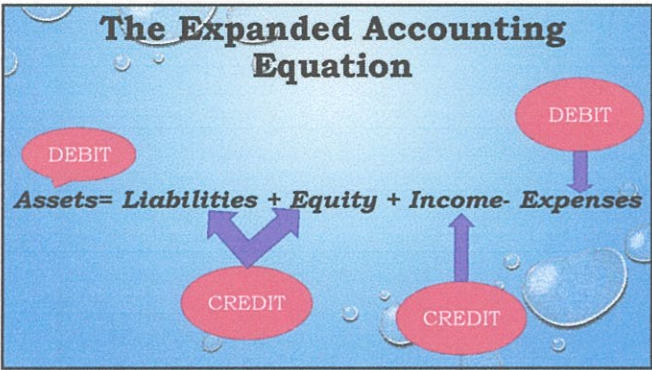 The Expanded Accounting
Equation
DEBIT
DEBIT
Assets= Liabilities + Equity + Income- Expenses
CREDIT
CREDIT